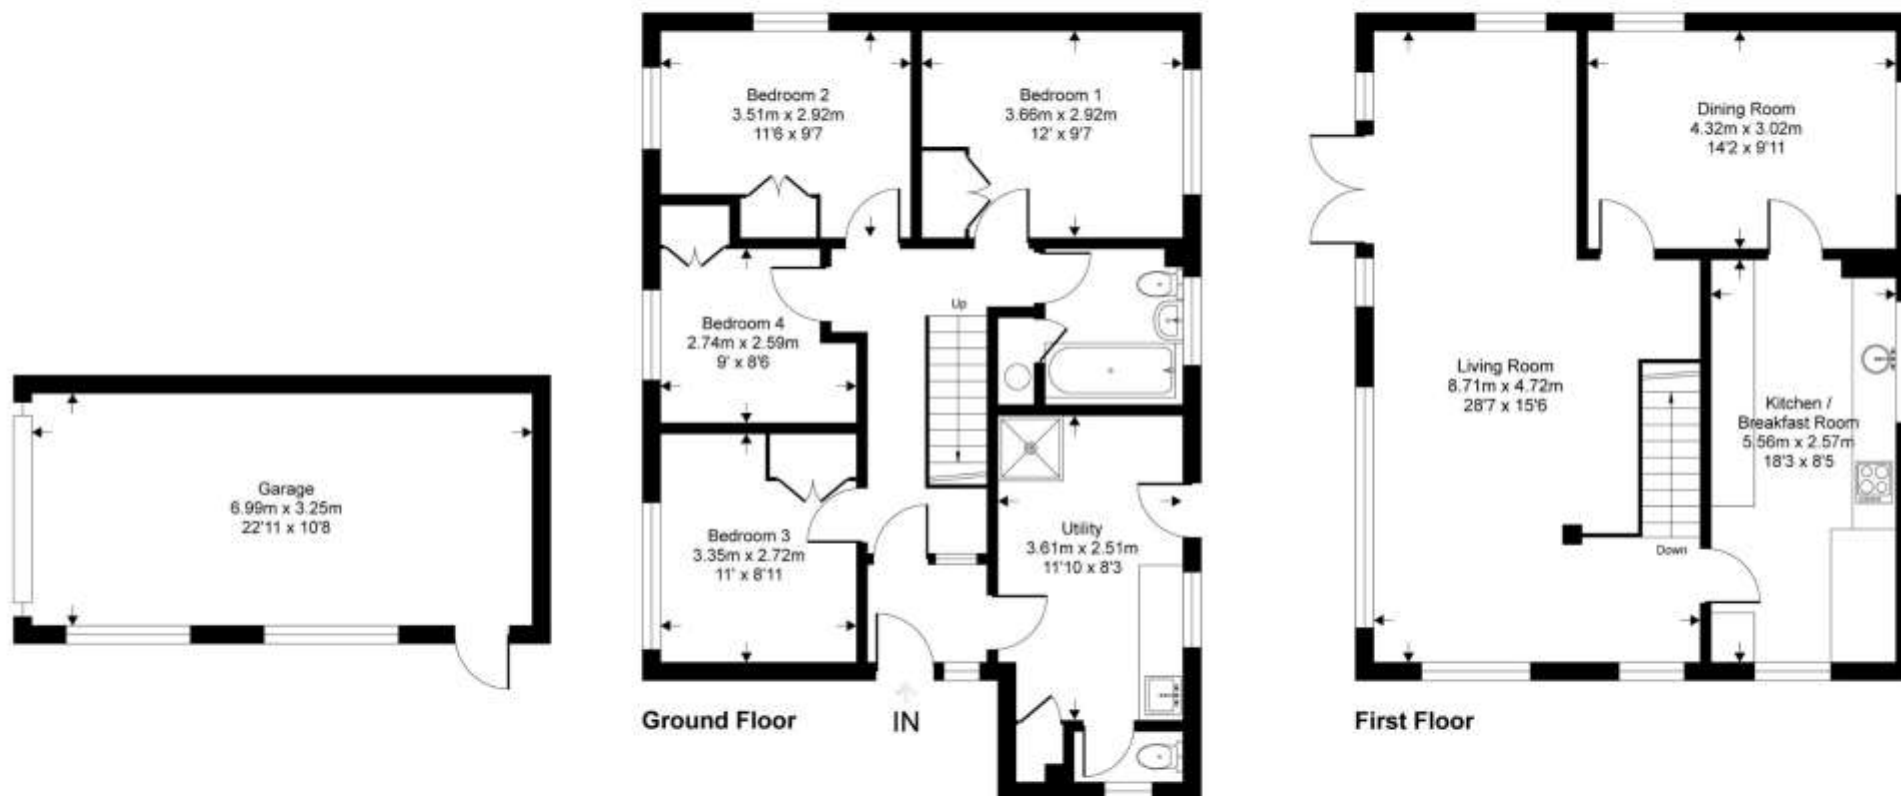 Garage
6.99m x 3.25m
22'11 x 10'8
Bedroom 2
3.51m x 2.92m
11'6 x 9'7
Bedroom 1
3.66m x 2.92m
12' x 9'7
Bedroom 4
2.74m x 2.59m
9' x 8'6
Up
Bedroom 3
3.35m x 2.72m
11' x 8'11
Utility
3.61m x 2.51m
11'10 x 8'3
Ground Floor
IN
Dining Room
4.32m x 3.02m
14'2 x 9'11
Living Room
8.71m x 4.72m
28'7 x 15'6
Kitchen /
Breakfast Room
5.56m x 2.57m
18'3 x 8'5
Down
First Floor